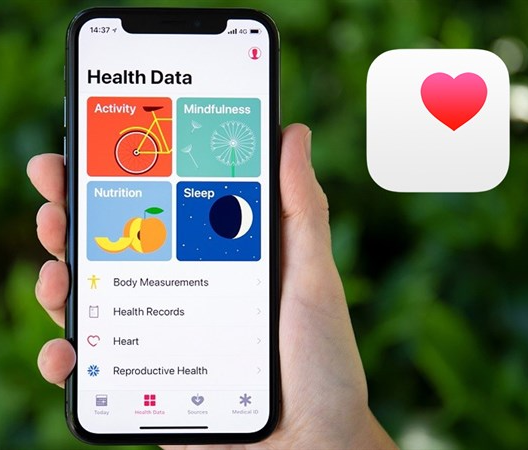 14:37
4G
Health Data
Activity
Mindfulness
Nutrition
Sleep
Body Measurements
Health Records
Heart
Reproductive Health
Today
Health Data
Sources
Medical ID